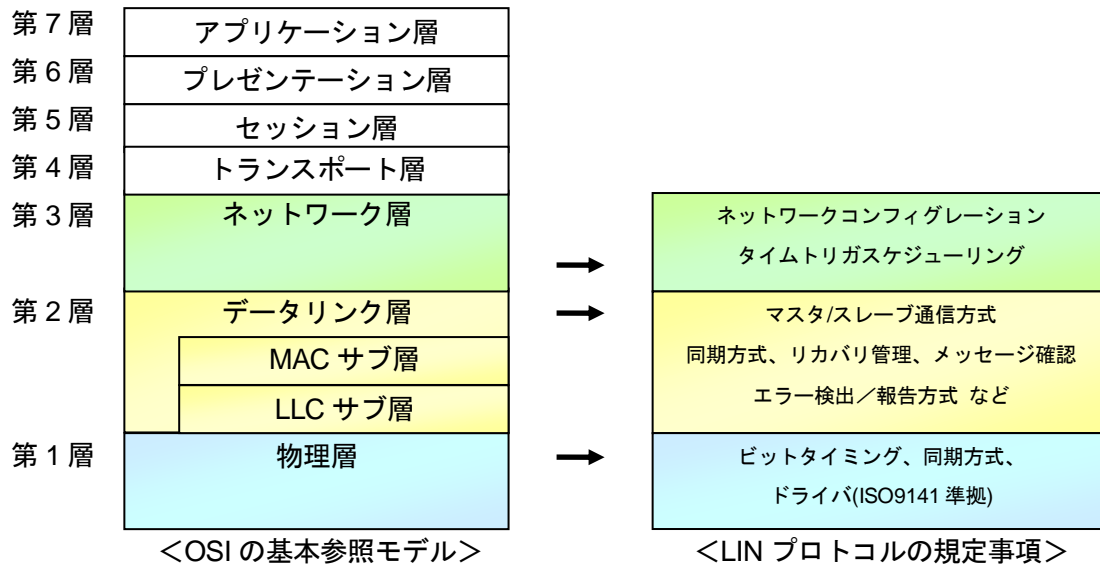 第 7 層
アプリケーション層
第 6 層
プレゼンテーション層
第 5 層
セッション層
第 4 層
トランスポート層
第 3 層
ネットワーク層
第 2 層
データリンク層
MAC サブ層
LLC サブ層
第 1 層
物理層
＜OSI の基本参照モデル＞
ネットワークコンフィグレーション
タイムトリガスケジューリング
マスタ/スレーブ通信方式
同期方式、リカバリ管理、メッセージ確認
エラー検出／報告方式 など
ビットタイミング、同期方式、
ドライバ(ISO9141 準拠)
＜LIN プロトコルの規定事項＞